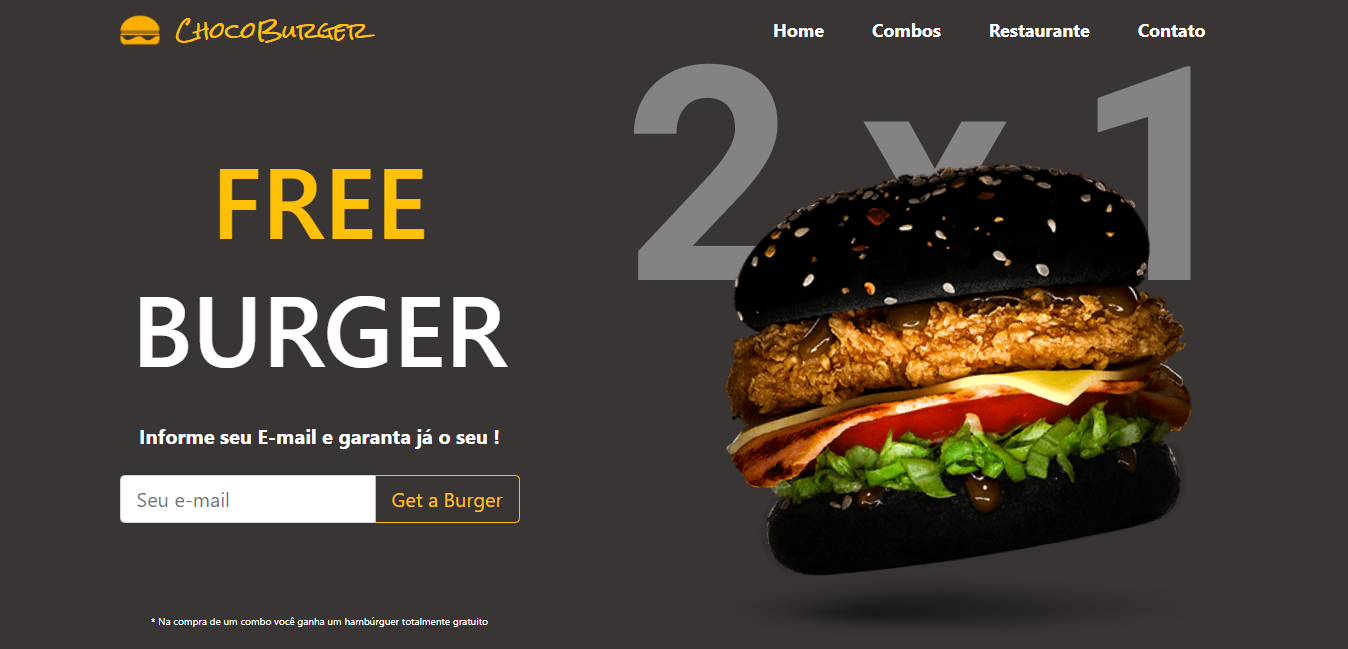 ChocoBurger
Home Combos Restaurante Contato
2 x 1
FREE
BURGER
Informe seu E-mail e garanta já o seu !
Seu e-mail Get a Burger
* Na compra de um combo você ganha um hambúrguer totalmente gratuito